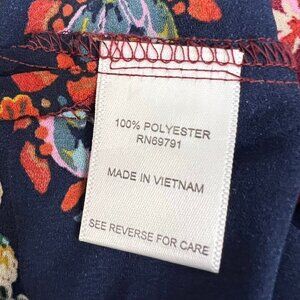 100% POLYESTER
RN69791
MADE IN VIETNAM
SEE REVERSE FOR CARE